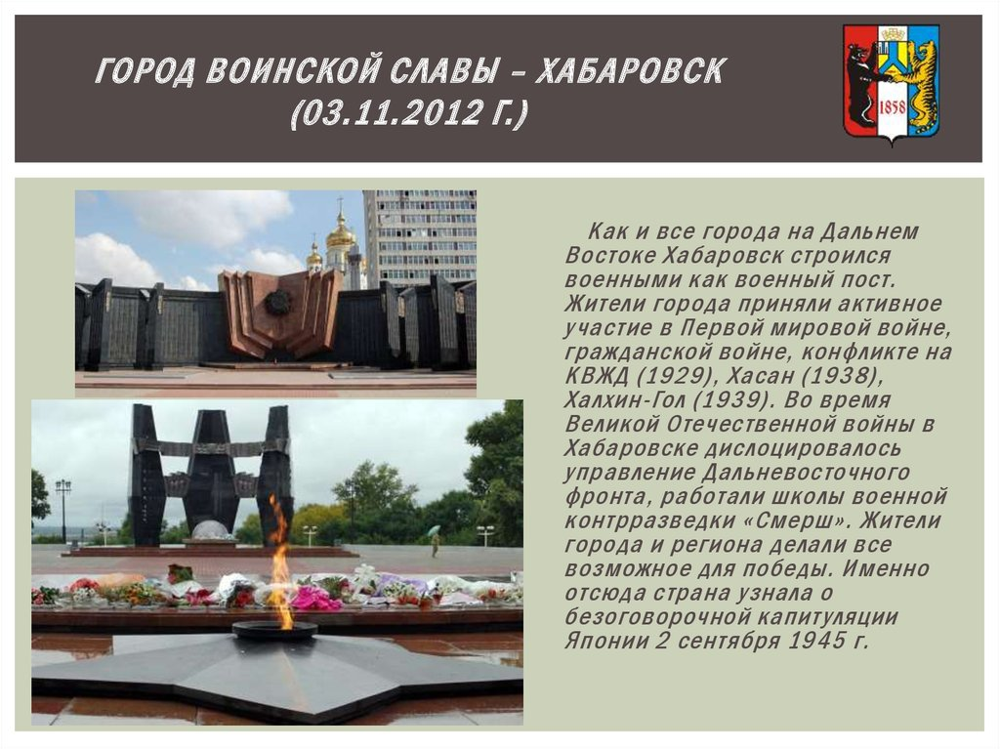 ГОРОД ВОИНСКОЙ СЛАВЫ – ХАБАРОВСК
(03.11.2012 Г.)
1858
Как и все города на Дальнем
Востоке Хабаровск строился
военными как военный пост.
Жители города приняли активное
участие в Первой мировой войне,
гражданской войне, конфликте на
КВЖД (1929), Хасан (1938),
Халхин-Гол (1939). Во время
Великой Отечественной войны в
Хабаровске дислоцировалось
управление Дальневосточного
фронта, работали школы военной
контрразведки «Смерш». Жители
города и региона делали все
возможное для победы. Именно
отсюда страна узнала о
безоговорочной капитуляции
Японии 2 сентября 1945 г.